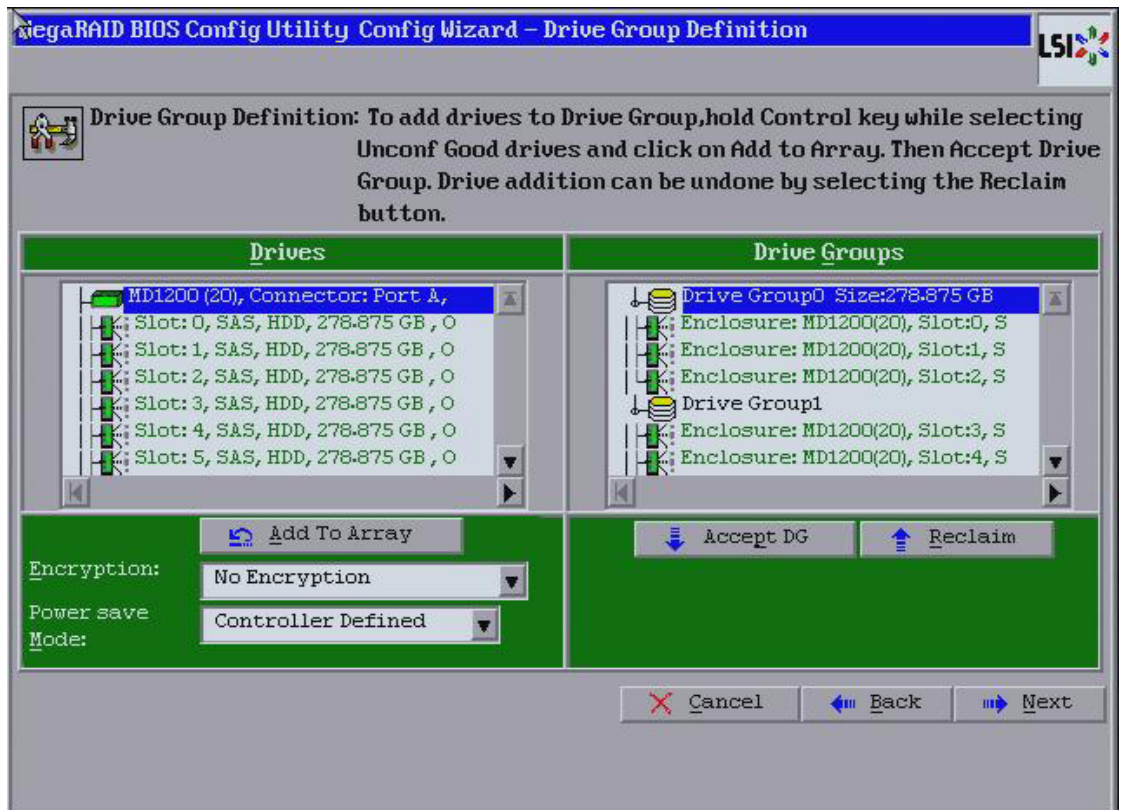 MegaRAID BIOS Config Utility Config Wizard – Drive Group Definition
LSI
Drive Group Definition: To add drives to Drive Group,hold Control key while selecting
Unconf Good drives and click on Add to Array. Then Accept Drive
Group. Drive addition can be undone by selecting the Reclaim
button.
Drives
MD1200 (20), Connector: Port A,
Slot: 0, SAS, HDD, 278.875 GB , O
Slot: 1, SAS, HDD, 278.875 GB , O
Slot: 2, SAS, HDD, 278.875 GB , O
Slot: 3, SAS, HDD, 278.875 GB , O
Slot: 4, SAS, HDD, 278.875 GB , O
Slot: 5, SAS, HDD, 278.875 GB , O
Add To Array
Encryption:
No Encryption
Power save
Mode:
Controller Defined
Drive Groups
Drive Group0 Size:278.875 GB
Enclosure: MD1200(20), Slot:0, S
Enclosure: MD1200(20), Slot:1, S
Enclosure: MD1200(20), Slot:2, S
Drive Group1
Enclosure: MD1200(20), Slot:3, S
Enclosure: MD1200(20), Slot:4, S
Accept DG
Reclaim
Cancel
Back
Next